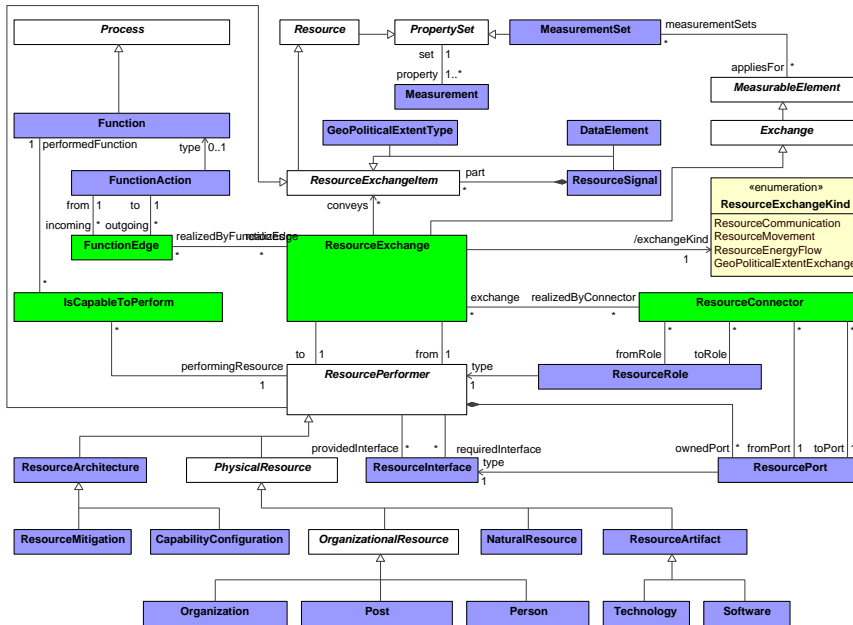 Process
Resource
PropertySet
MeasurementSet
measurementSets
*
set
1
property
1..*
appliesFor
*
Measurement
MeasurableElement
Function
GeoPoliticalExtentType
DataElement
Exchange
1
performedFunction
type
0..1
FunctionAction
ResourceExchangeItem
part
*
ResourceSignal
«enumeration»
ResourceExchangeKind
ResourceCommunication
ResourceMovement
ResourceEnergyFlow
GeoPoliticalExtentExchange
from
1
to
1
incoming
*
outgoing
*
conveys
*
FunctionEdge
realizedByFunctionEdge
*
*
ResourceExchange
/exchangeKind
1
IsCapableToPerform
*
*
exchange
*
realizedByConnector
*
ResourceConnector
*
*
*
*
to
1
from
1
fromRole
toRole
performingResource
1
ResourcePerformer
type
1
ResourceRole
providedInterface
*
*
requiredInterface
ownedPort
*
fromPort
1
toPort
1
ResourceArchitecture
PhysicalResource
ResourceInterface
type
1
ResourcePort
ResourceMitigation
CapabilityConfiguration
OrganizationalResource
NaturalResource
ResourceArtifact
Organization
Post
Person
Technology
Software